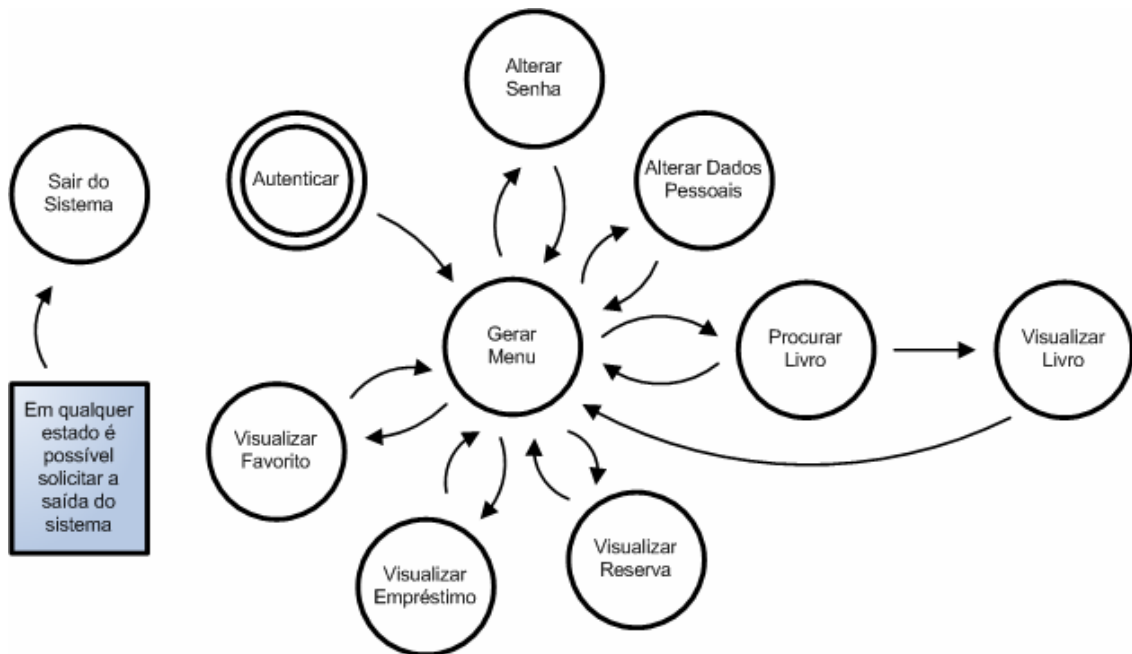 Alterar
Senha
Sair do
Sistema
Autenticar
Alterar Dados
Pessoais
Gerar
Menu
Procurar
Livro
Visualizar
Livro
Em qualquer
estado é
possível
solicitar a
saída do
sistema
Visualizar
Favorito
Visualizar
Empréstimo
Visualizar
Reserva